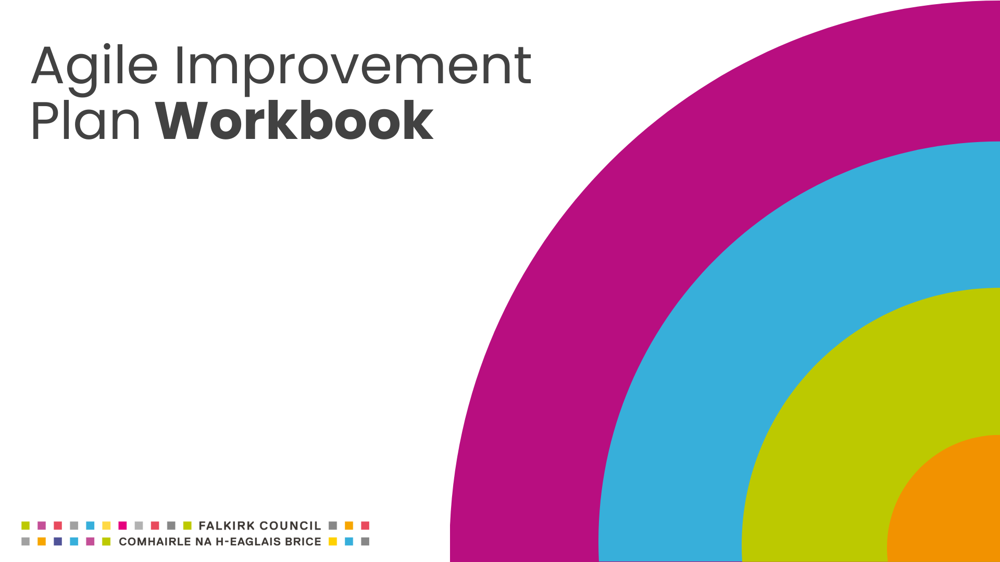 Agile Improvement
Plan Workbook
FALKIRK COUNCIL
COMHAIRLE NA H-EAGLAIS BRICE